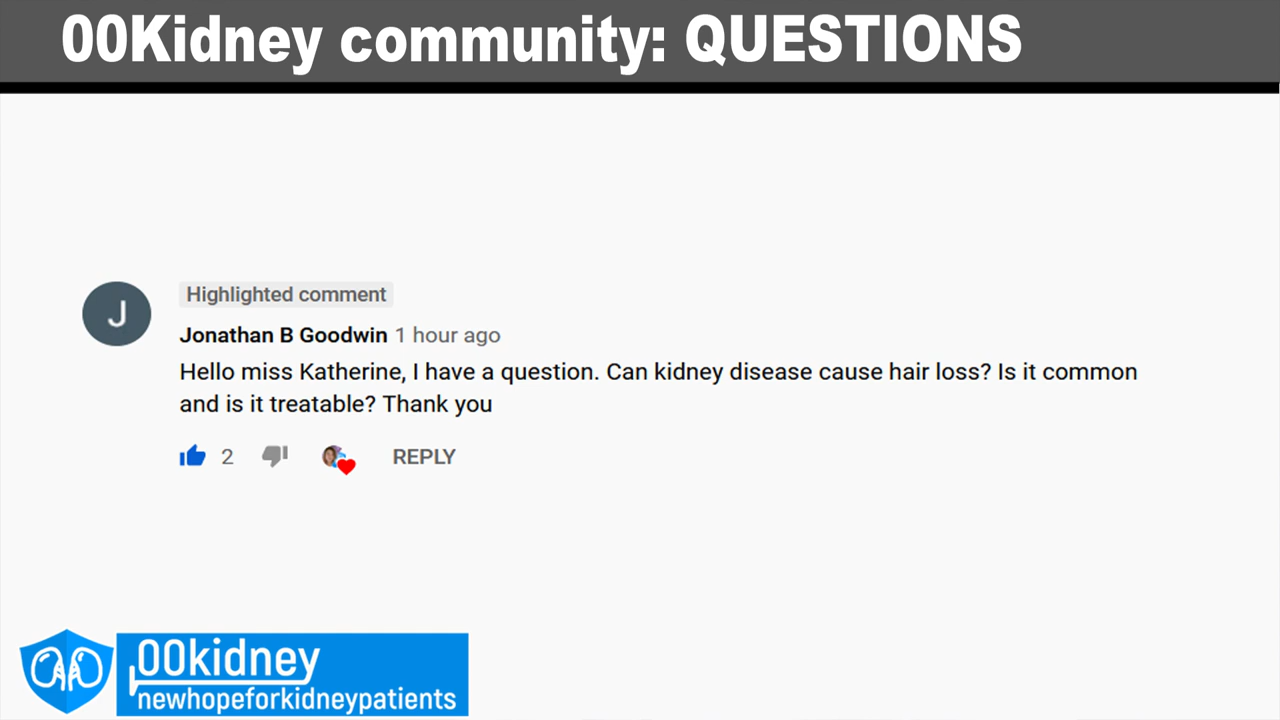 00Kidney community: QUESTIONS
J
Highlighted comment
Jonathan B Goodwin 1 hour ago
Hello miss Katherine, I have a question. Can kidney disease cause hair loss? Is it common
and is it treatable? Thank you
2
REPLY
00kidney
newhopeforkidneypatients